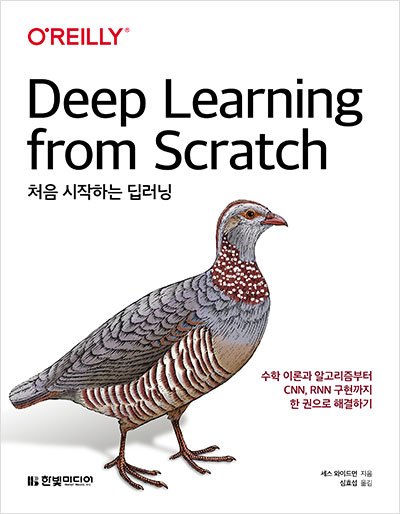 O'REILLY®
Deep Learning
from Scratch
처음 시작하는 딥러닝
수학 이론과 알고리즘부터
CNN, RNN 구현까지
한 권으로 해결하기
세스 와이드먼 지음
심효섭 옮김
한빛미디어
Hanbit Media, Inc.